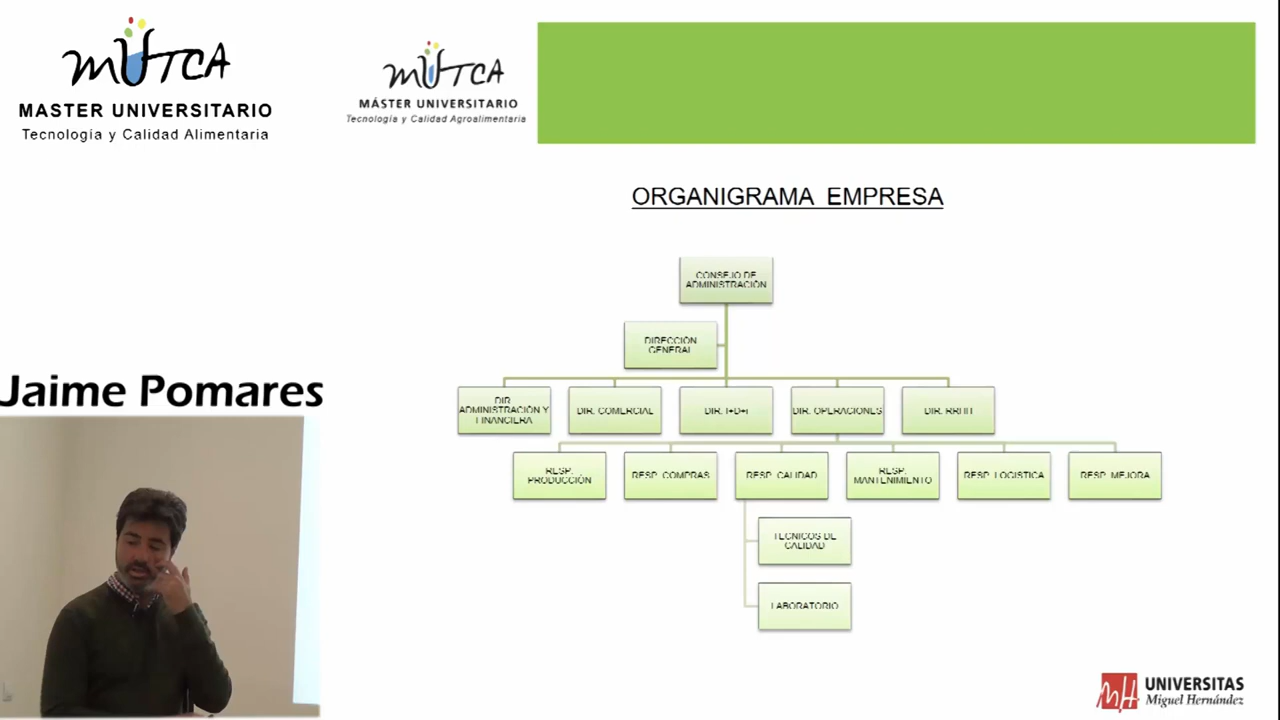 MUTCA
MASTER UNIVERSITARIO
Tecnología y Calidad Alimentaria
MUTCA
MÁSTER UNIVERSITARIO
Tecnología y Calidad Agroalimentaria
ORGANIGRAMA EMPRESA
CONSEJO DE
ADMINISTRACIÓN
DIRECCIÓN
GENERAL
DIR.
ADMINISTRACIÓN Y
FINANCIERA
DIR. COMERCIAL
DIR. I+D+i
DIR. OPERACIONES
DIR. RRHH
RESP.
PRODUCCIÓN
RESP. COMPRAS
RESP. CALIDAD
RESP.
MANTENIMIENTO
RESP. LOGISTICA
RESP. MEJORA
TECNICOS DE
CALIDAD
LABORATORIO
Jaime Pomares
UNIVERSITAS
Miguel Hernández